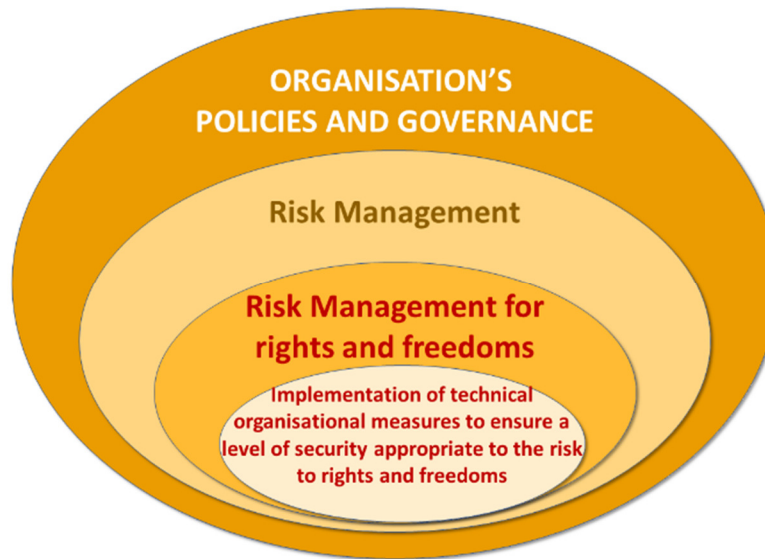 ORGANISATION'S
POLICIES AND GOVERNANCE
Risk Management
Risk Management for
rights and freedoms
Implementation of technical
organisational measures to ensure a
level of security appropriate to the risk
to rights and freedoms